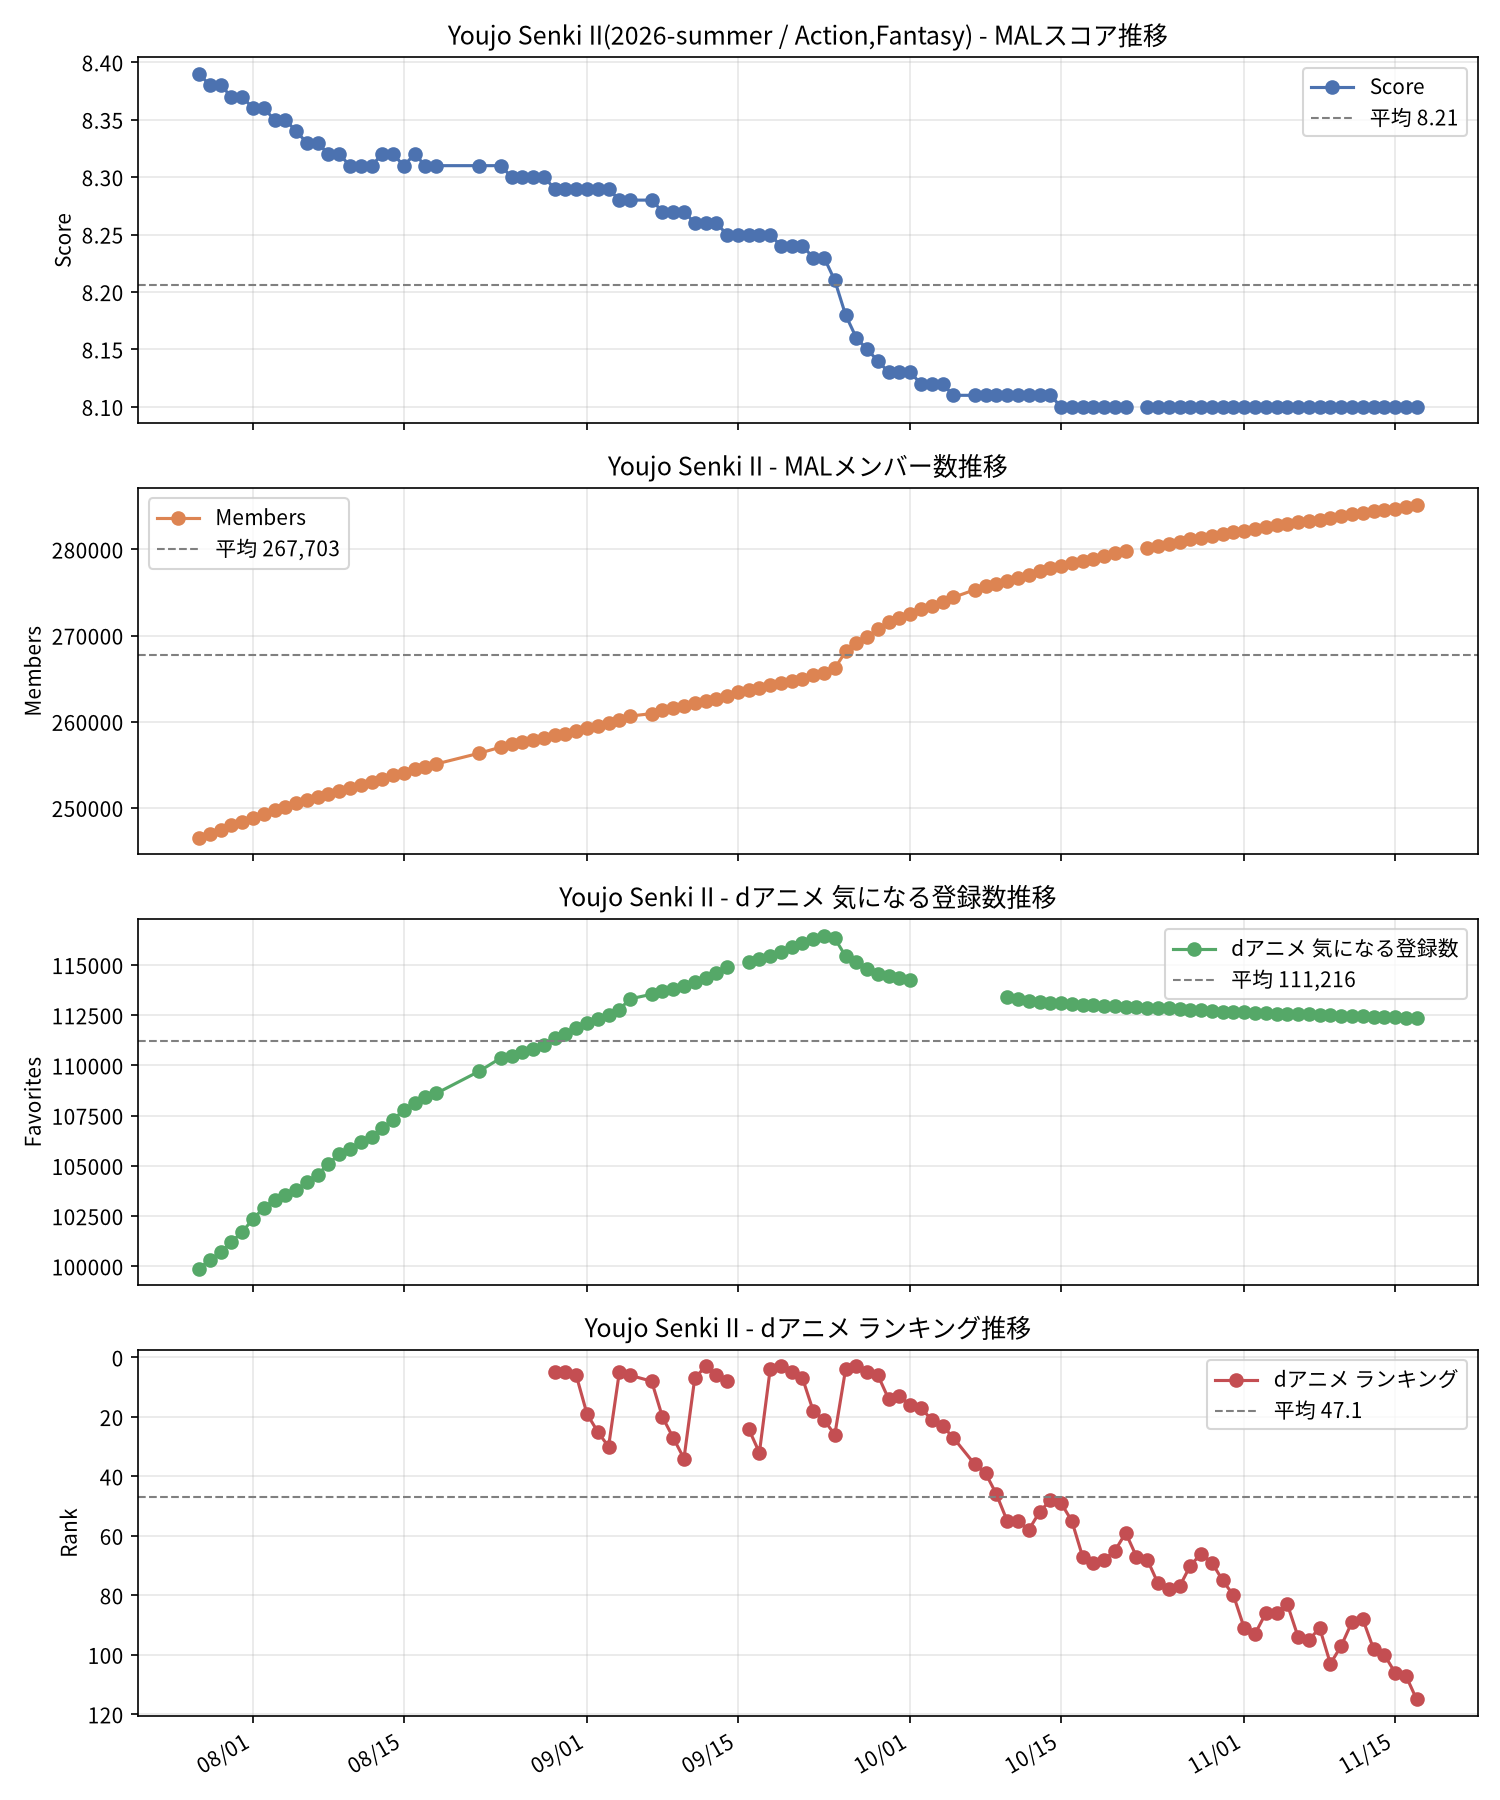 Youjo Senki II(2026-summer / Action,Fantasy) - MALスコア推移
8.40
8.35
8.30
8.25
8.20
8.15
8.10
Score
Score
平均 8.21
Youjo Senki II - MALメンバー数推移
280000
270000
260000
250000
Members
Members
平均 267,703
Youjo Senki II - dアニメ 気になる登録数推移
115000
112500
110000
107500
105000
102500
100000
Favorites
dアニメ 気になる登録数
平均 111,216
Youjo Senki II - dアニメ ランキング推移
0
20
40
60
80
100
120
Rank
dアニメ ランキング
平均 47.1
08/01
08/15
09/01
09/15
10/01
10/15
11/01
11/15